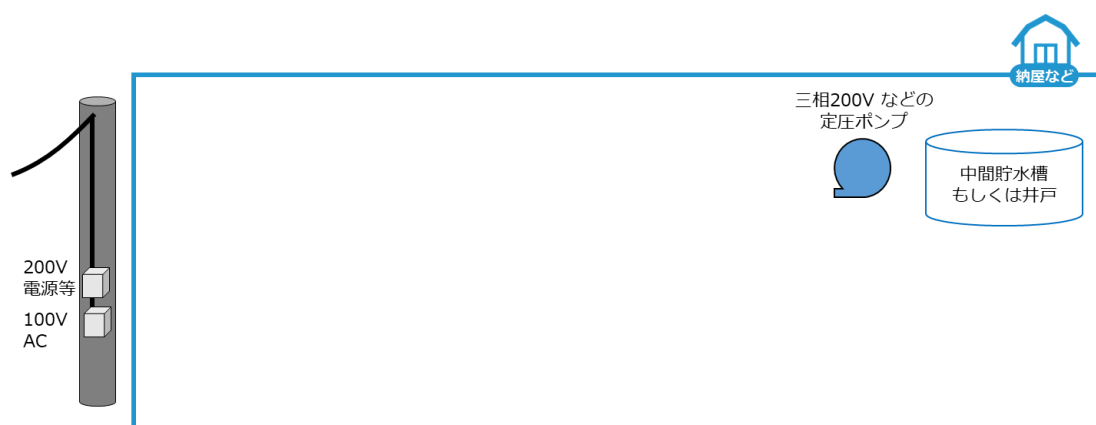 納屋など
三相200V などの
定圧ポンプ
中間貯水槽
もしくは井戸
200V
電源等
100V
AC